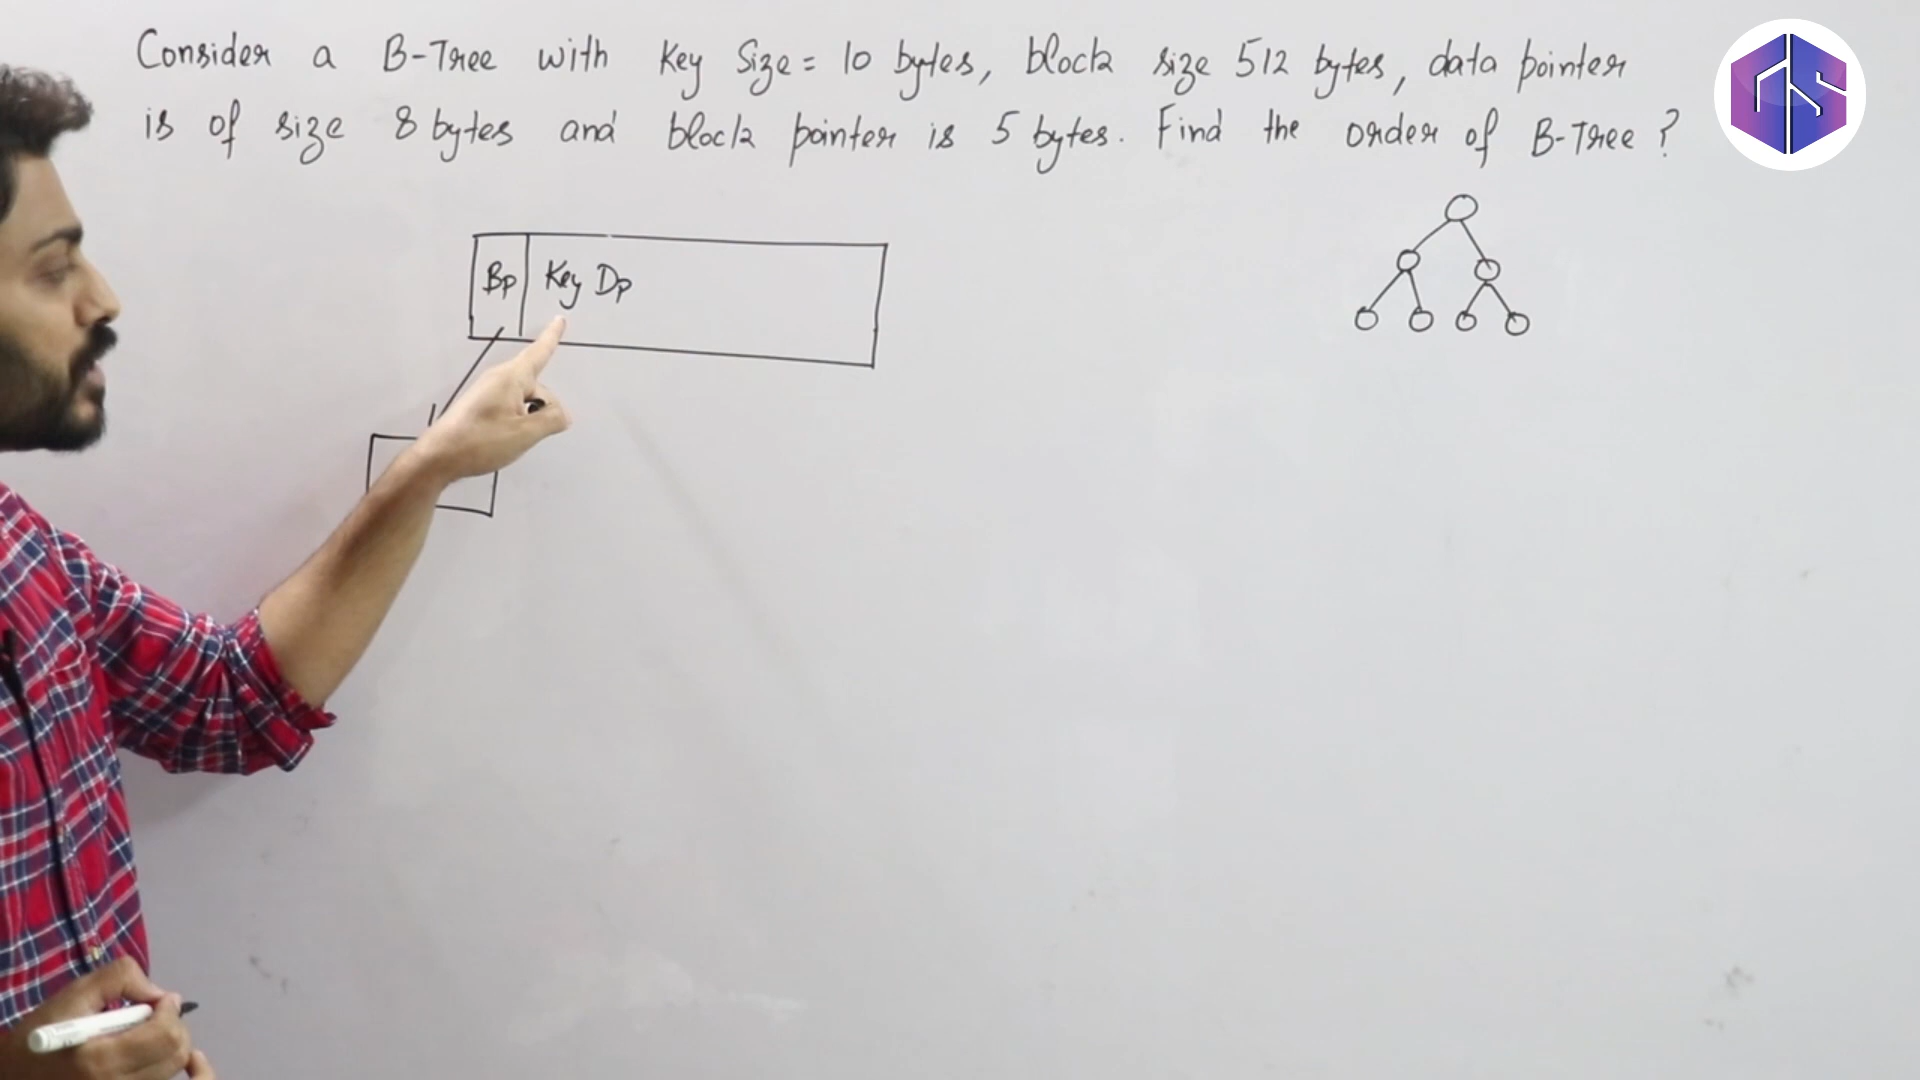 Consider a B-Tree with Key Size = 10 bytes, block size 512 bytes, data pointer
is of size 8 bytes and block pointer is 5 bytes. Find the order of B-Tree ?
Bp Key Dp